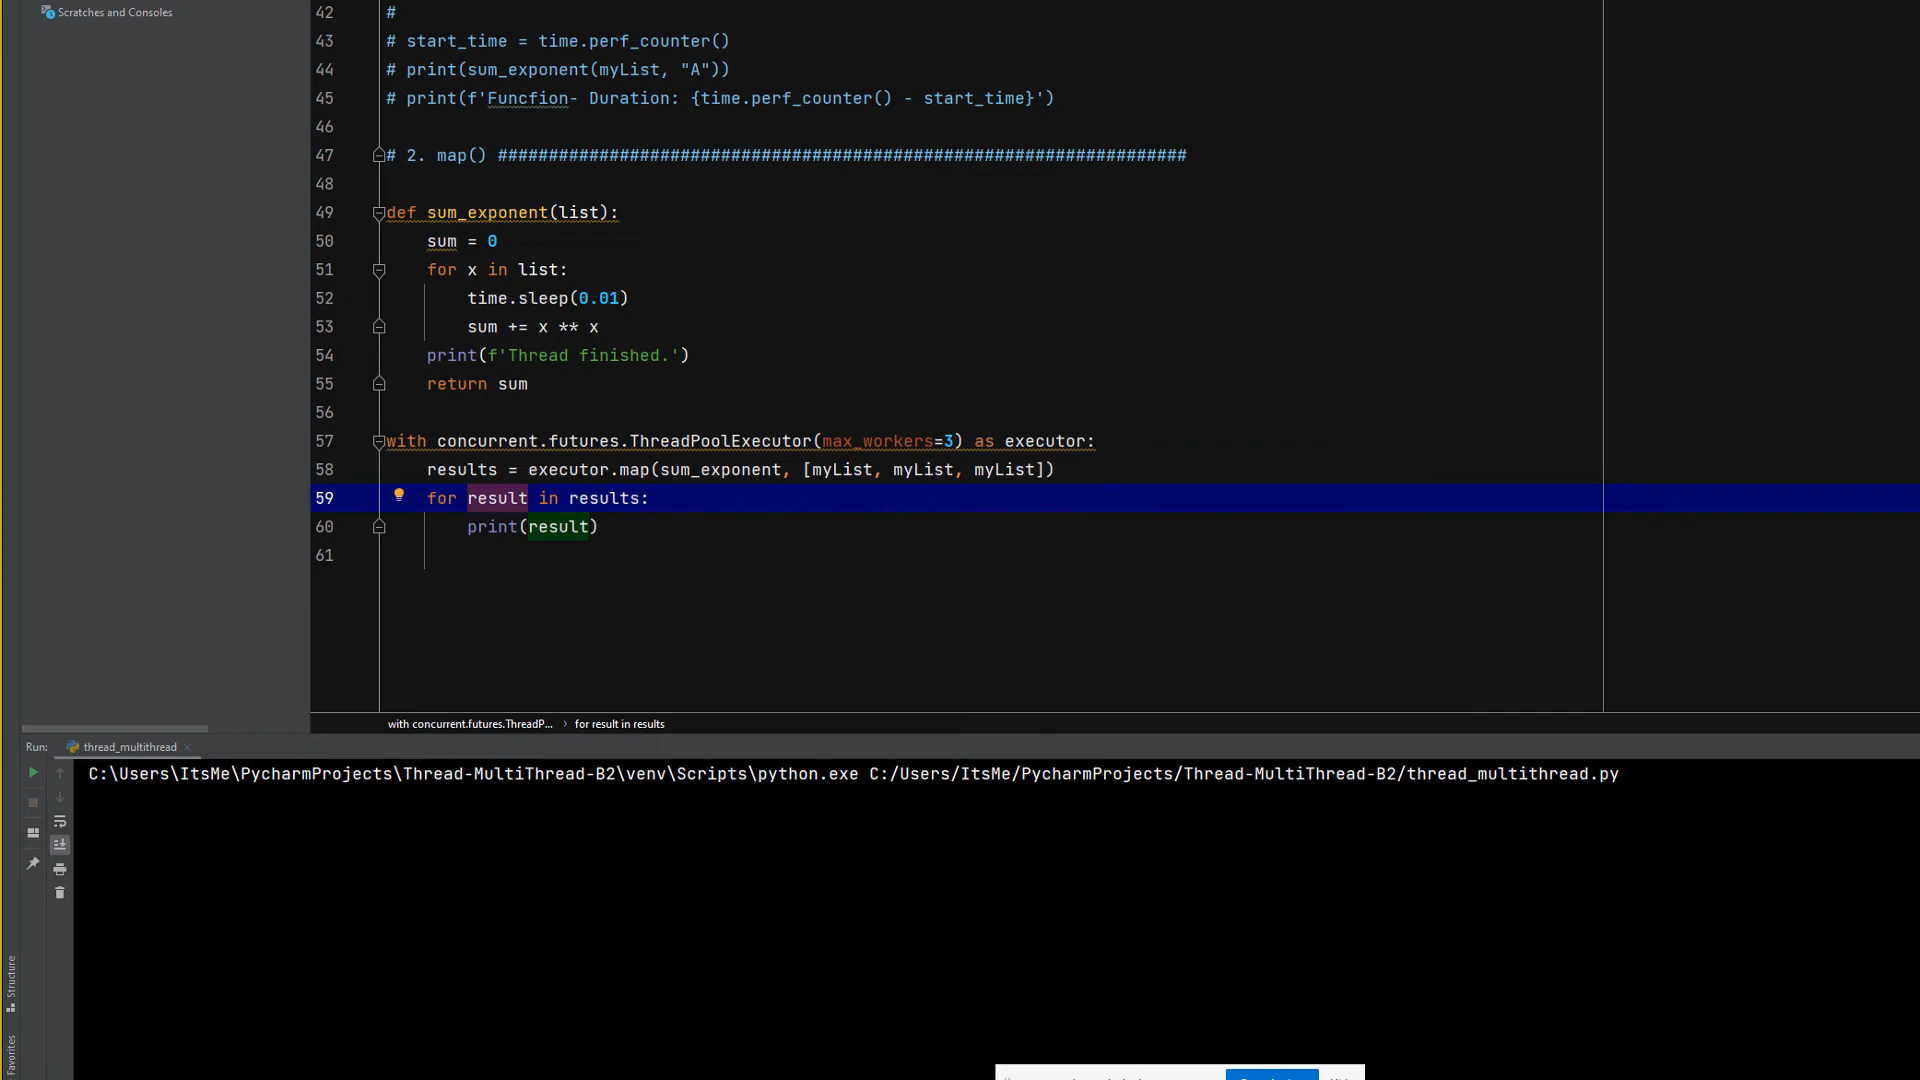 Scratches and Consoles
42 #
43 # start_time = time.perf_counter()
44 # print(sum_exponent(myList, "A"))
45 # print(f'Funcfion- Duration: {time.perf_counter() - start_time}')
46
47 # 2. map() ####################################################################
48
49 def sum_exponent(list):
50 sum = 0
51 for x in list:
52 time.sleep(0.01)
53 sum += x ** x
54 print(f'Thread finished.')
55 return sum
56
57 with concurrent.futures.ThreadPoolExecutor(max_workers=3) as executor:
58 results = executor.map(sum_exponent, [myList, myList, myList])
59 for result in results:
60 print(result)
61
with concurrent.futures.ThreadP... › for result in results
Run: thread_multithread ×
C:\Users\ItsMe\PycharmProjects\Thread-MultiThread-B2\venv\Scripts\python.exe C:/Users/ItsMe/PycharmProjects/Thread-MultiThread-B2/thread_multithread.py
Structure
Favorites